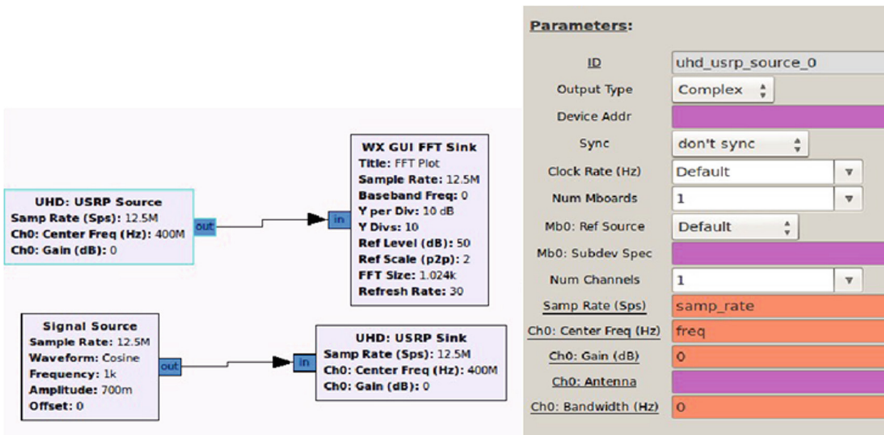 UHD: USRP Source
Samp Rate (Sps): 12.5M
Ch0: Center Freq (Hz): 400M
Ch0: Gain (dB): 0
out
in
WX GUI FFT Sink
Title: FFT Plot
Sample Rate: 12.5M
Baseband Freq: 0
Y per Div: 10 dB
Y Divs: 10
Ref Level (dB): 50
Ref Scale (p2p): 2
FFT Size: 1.024k
Refresh Rate: 30
Signal Source
Sample Rate: 12.5M
Waveform: Cosine
Frequency: 1k
Amplitude: 700m
Offset: 0
out
in
UHD: USRP Sink
Samp Rate (Sps): 12.5M
Ch0: Center Freq (Hz): 400M
Ch0: Gain (dB): 0
Parameters:
ID uhd_usrp_source_0
Output Type Complex
Device Addr
Sync don't sync
Clock Rate (Hz) Default
Num Mboards 1
Mb0: Ref Source Default
Mb0: Subdev Spec
Num Channels 1
Samp Rate (Sps) samp_rate
Ch0: Center Freq (Hz) freq
Ch0: Gain (dB) 0
Ch0: Antenna
Ch0: Bandwidth (Hz) 0